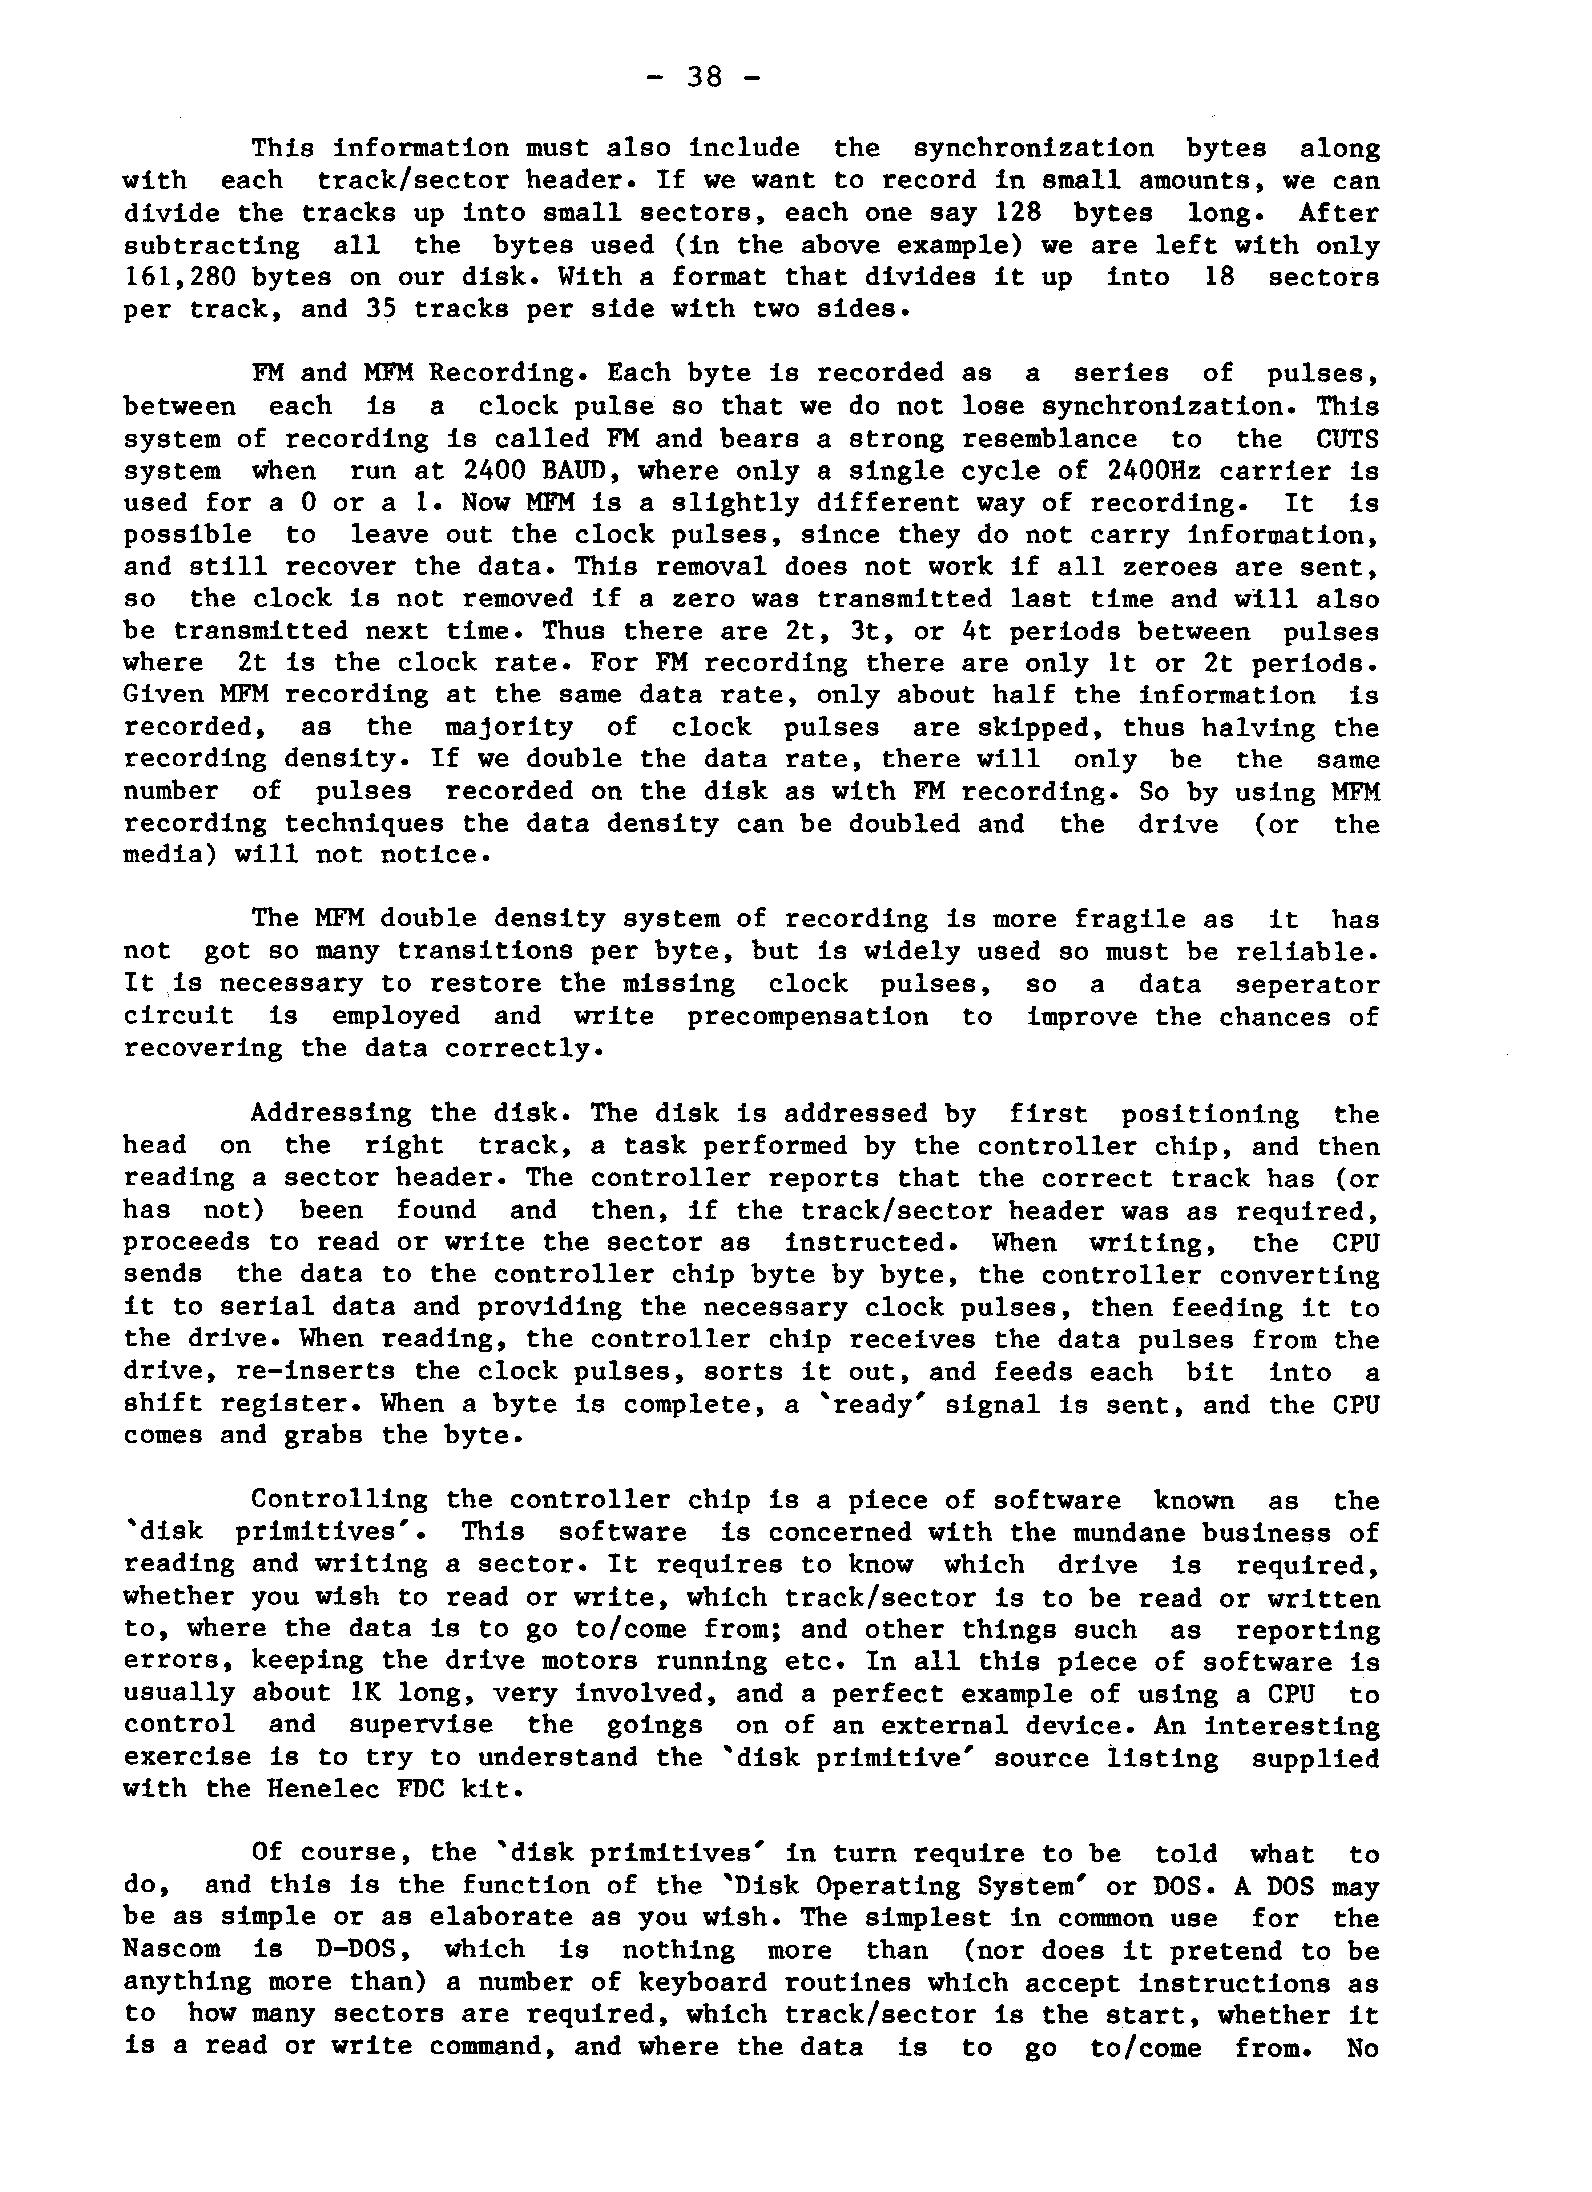 - 38 -
This information must also include the synchronization bytes along
with each track/sector header. If we want to record in small amounts, we can
divide the tracks up into small sectors, each one say 128 bytes long. After
subtracting all the bytes used (in the above example) we are left with only
161,280 bytes on our disk. With a format that divides it up into 18 sectors
per track, and 35 tracks per side with two sides.
FM and MFM Recording. Each byte is recorded as a series of pulses,
between each is a clock pulse so that we do not lose synchronization. This
system of recording is called FM and bears a strong resemblance to the CUTS
system when run at 2400 BAUD, where only a single cycle of 2400Hz carrier is
used for a 0 or a 1. Now MFM is a slightly different way of recording. It is
possible to leave out the clock pulses, since they do not carry information,
and still recover the data. This removal does not work if all zeroes are sent,
so the clock is not removed if a zero was transmitted last time and will also
be transmitted next time. Thus there are 2t, 3t, or 4t periods between pulses
where 2t is the clock rate. For FM recording there are only 1t or 2t periods.
Given MFM recording at the same data rate, only about half the information is
recorded, as the majority of clock pulses are skipped, thus halving the
recording density. If we double the data rate, there will only be the same
number of pulses recorded on the disk as with FM recording. So by using MFM
recording techniques the data density can be doubled and the drive (or the
media) will not notice.
The MFM double density system of recording is more fragile as it has
not got so many transitions per byte, but is widely used so must be reliable.
It is necessary to restore the missing clock pulses, so a data seperator
circuit is employed and write precompensation to improve the chances of
recovering the data correctly.
Addressing the disk. The disk is addressed by first positioning the
head on the right track, a task performed by the controller chip, and then
reading a sector header. The controller reports that the correct track has (or
has not) been found and then, if the track/sector header was as required,
proceeds to read or write the sector as instructed. When writing, the CPU
sends the data to the controller chip byte by byte, the controller converting
it to serial data and providing the necessary clock pulses, then feeding it to
the drive. When reading, the controller chip receives the data pulses from the
drive, re-inserts the clock pulses, sorts it out, and feeds each bit into a
shift register. When a byte is complete, a `ready' signal is sent, and the CPU
comes and grabs the byte.
Controlling the controller chip is a piece of software known as the
`disk primitives'. This software is concerned with the mundane business of
reading and writing a sector. It requires to know which drive is required,
whether you wish to read or write, which track/sector is to be read or written
to, where the data is to go to/come from; and other things such as reporting
errors, keeping the drive motors running etc. In all this piece of software is
usually about 1K long, very involved, and a perfect example of using a CPU to
control and supervise the goings on of an external device. An interesting
exercise is to try to understand the `disk primitive' source listing supplied
with the Henelec FDC kit.
Of course, the `disk primitives' in turn require to be told what to
do, and this is the function of the `Disk Operating System' or DOS. A DOS may
be as simple or as elaborate as you wish. The simplest in common use for the
Nascom is D-DOS, which is nothing more than (nor does it pretend to be
anything more than) a number of keyboard routines which accept instructions as
to how many sectors are required, which track/sector is the start, whether it
is a read or write command, and where the data is to go to/come from. No